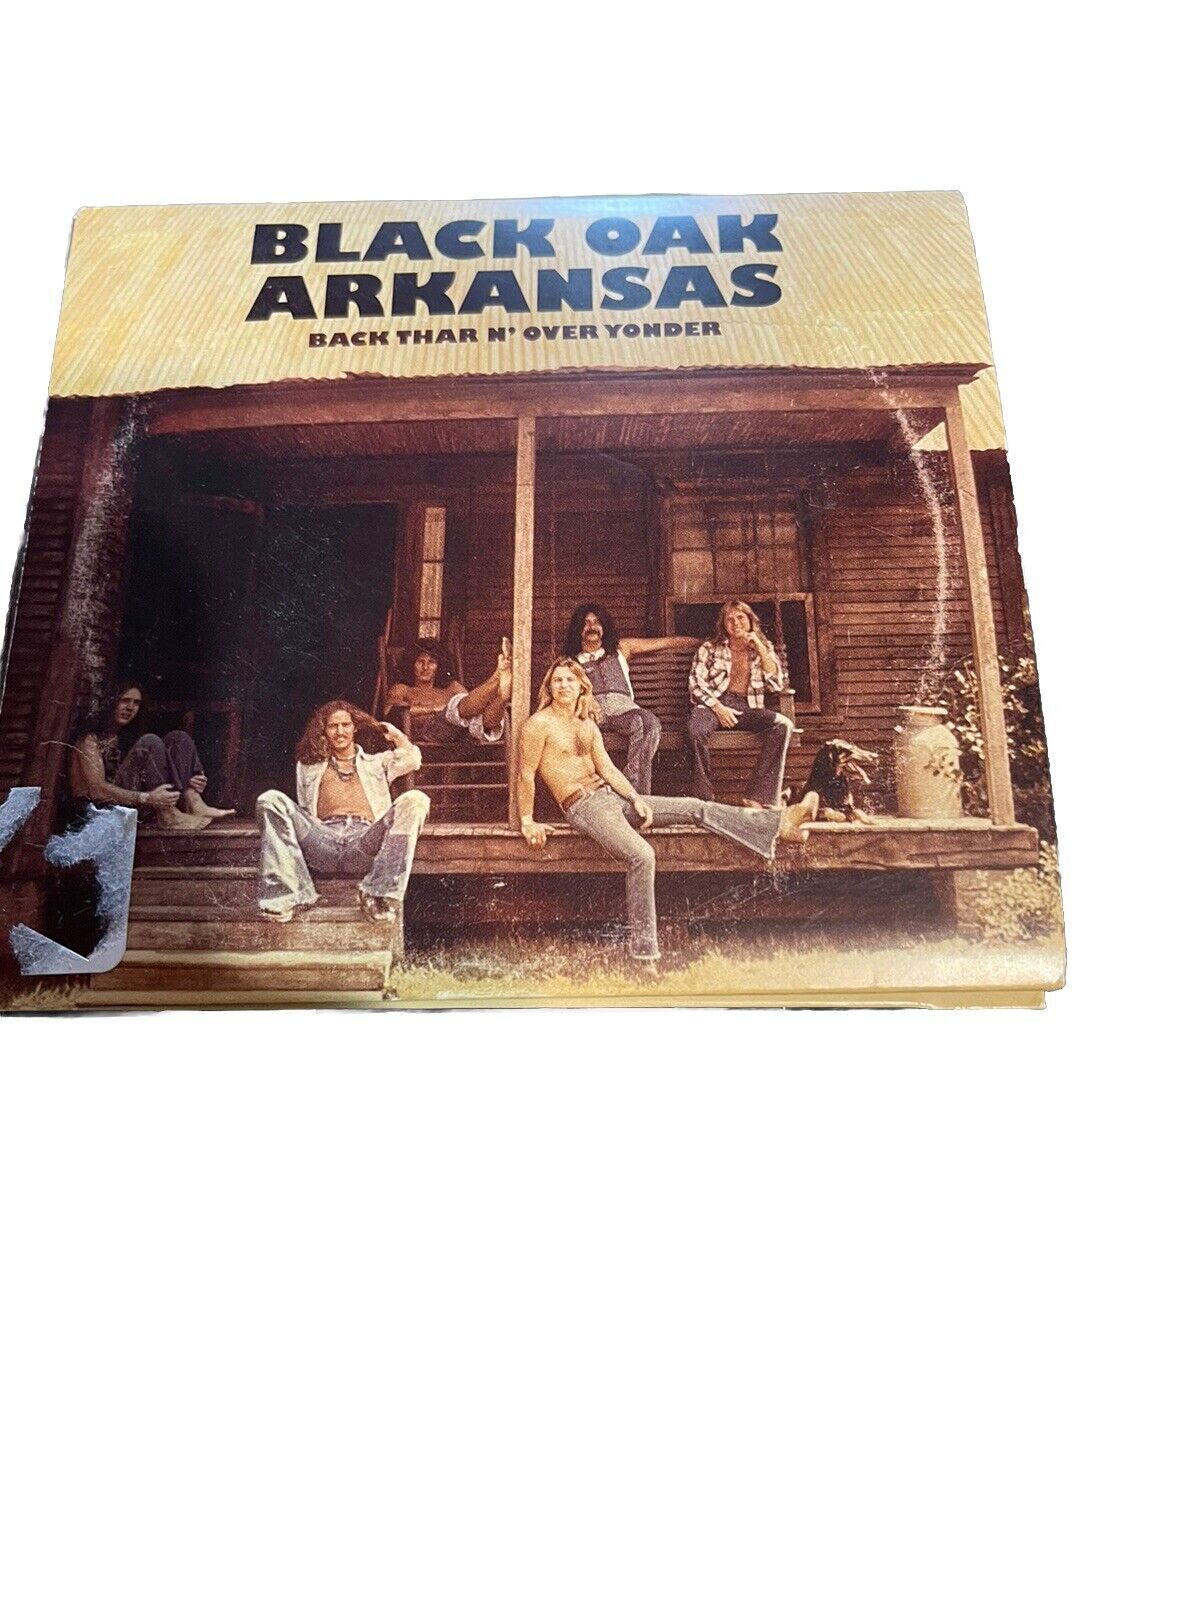 BLACK OAK
ARKANSAS
BACK THAR N' OVER YONDER